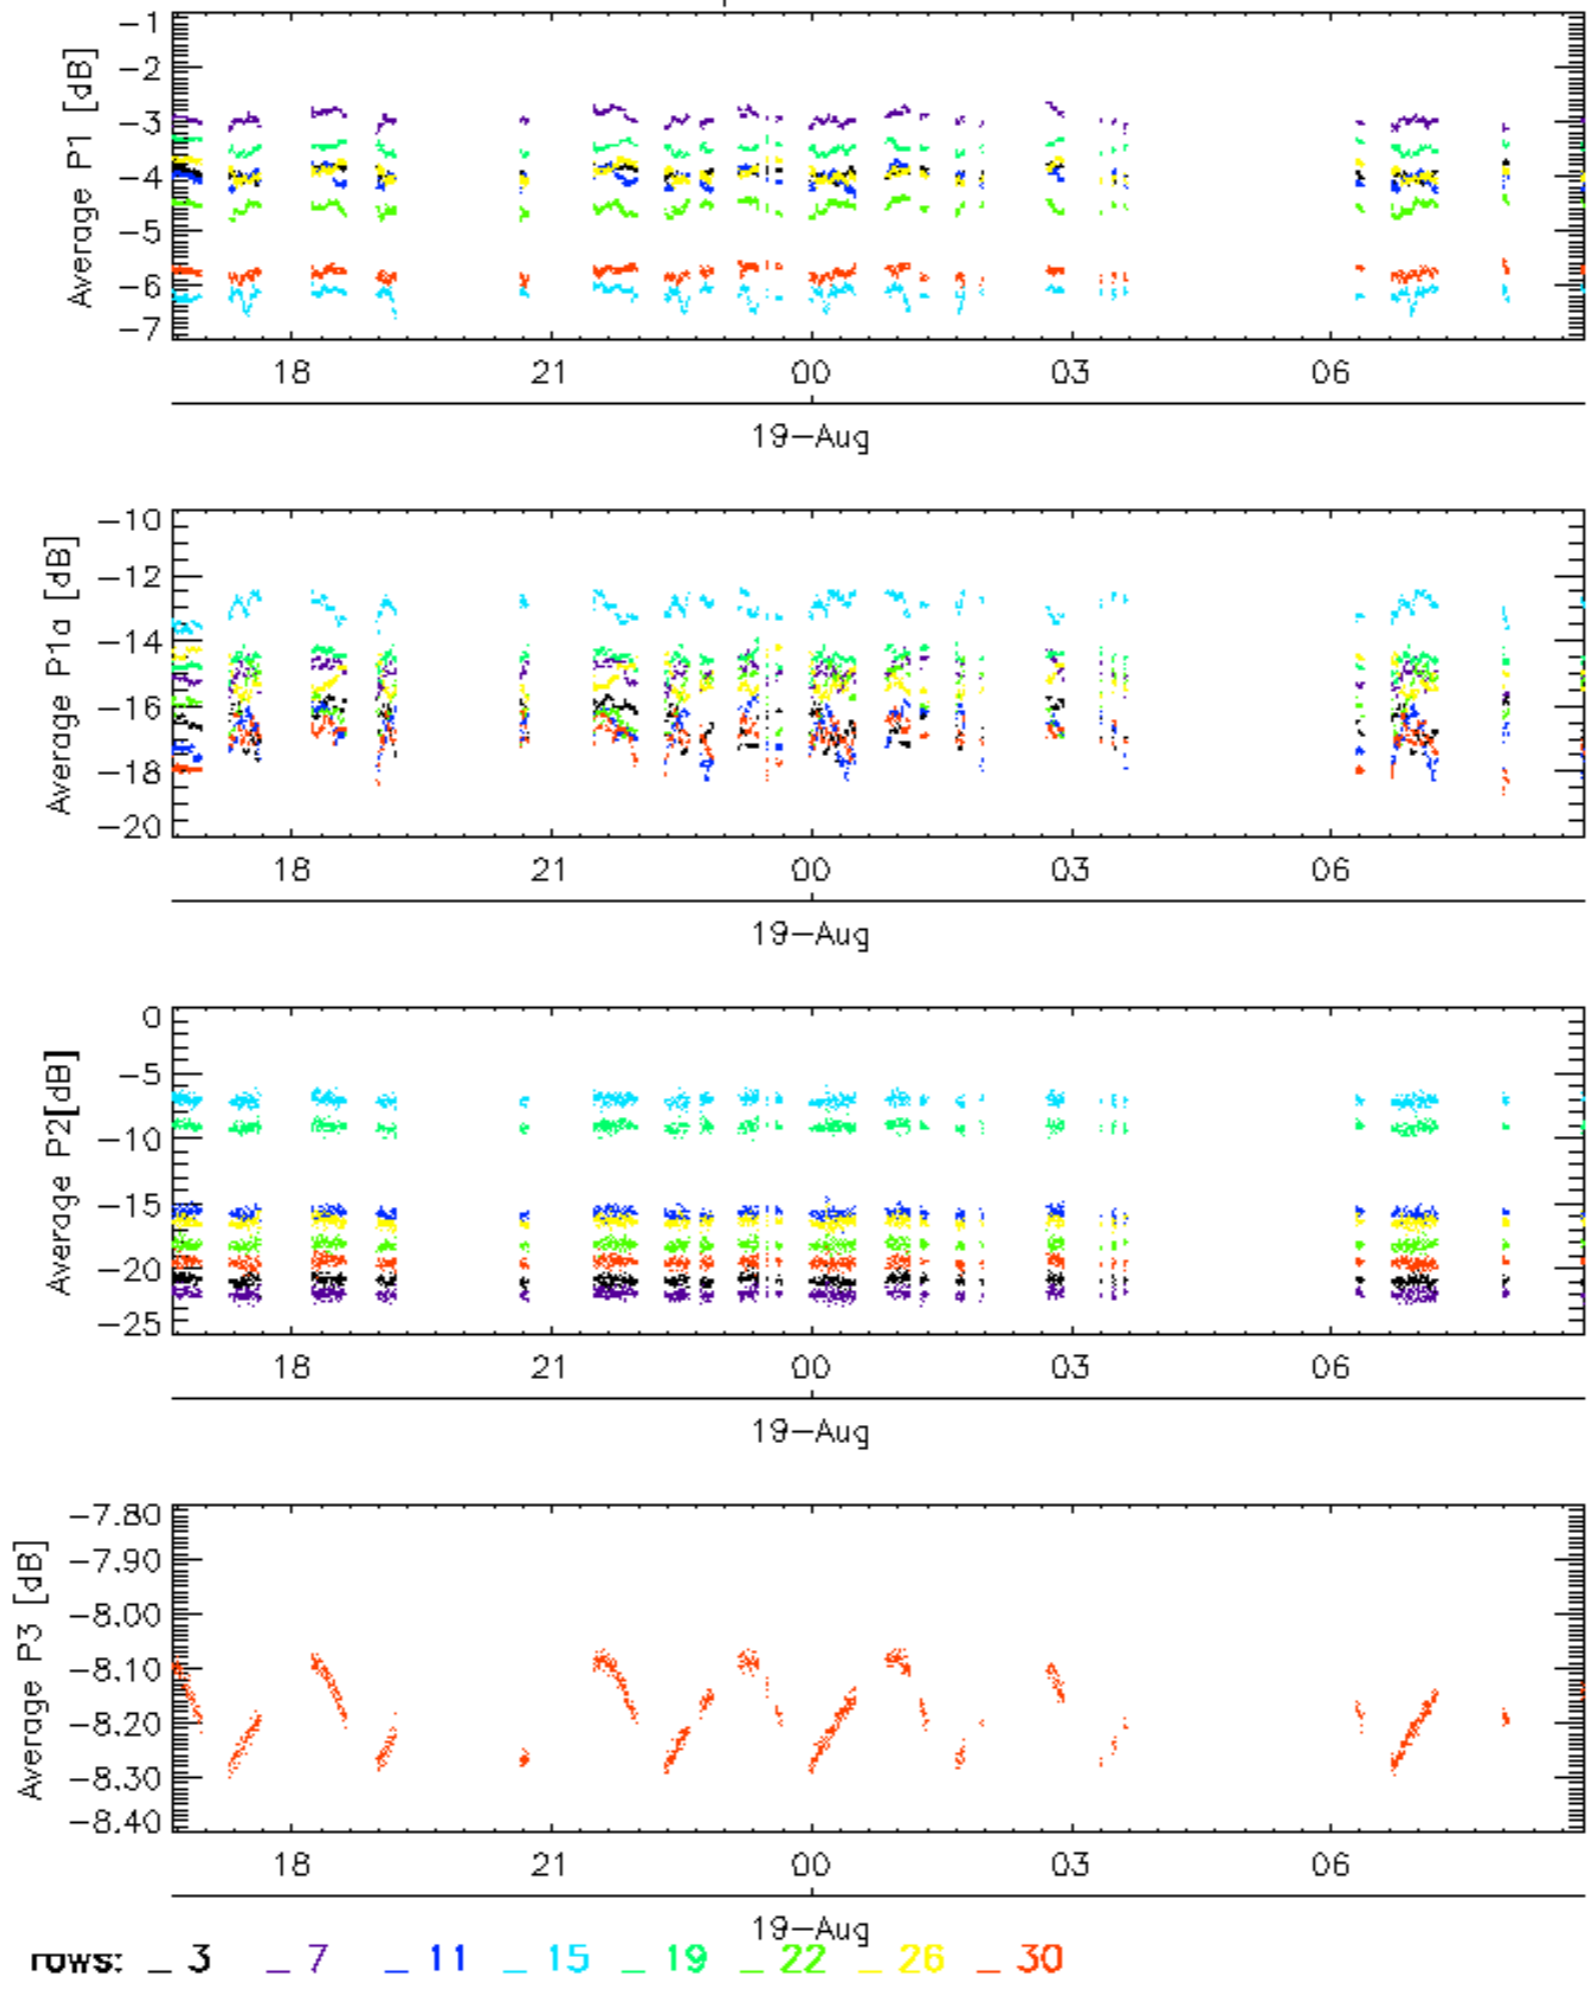 Average P1 [dB]
-1
-2
-3
-4
-5
-6
-7
18 21 00 03 06
19-Aug
Average P1a [dB]
-10
-12
-14
-16
-18
-20
18 21 00 03 06
19-Aug
Average P2[dB]
0
-5
-10
-15
-20
-25
18 21 00 03 06
19-Aug
Average P3 [dB]
-7.80
-7.90
-8.00
-8.10
-8.20
-8.30
-8.40
18 21 00 03 06
19-Aug
rows: _ 3 _ 7 _ 11 _ 15 _ 19 _ 22 _ 26 _ 30